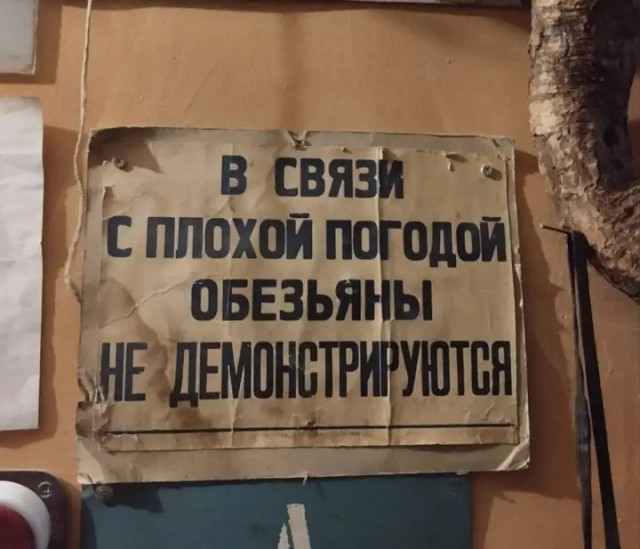 В СВЯЗИ
С ПЛОХОЙ ПОГОДОЙ
ОБЕЗЬЯНЫ
НЕ ДЕМОНСТРИРУЮТСЯ